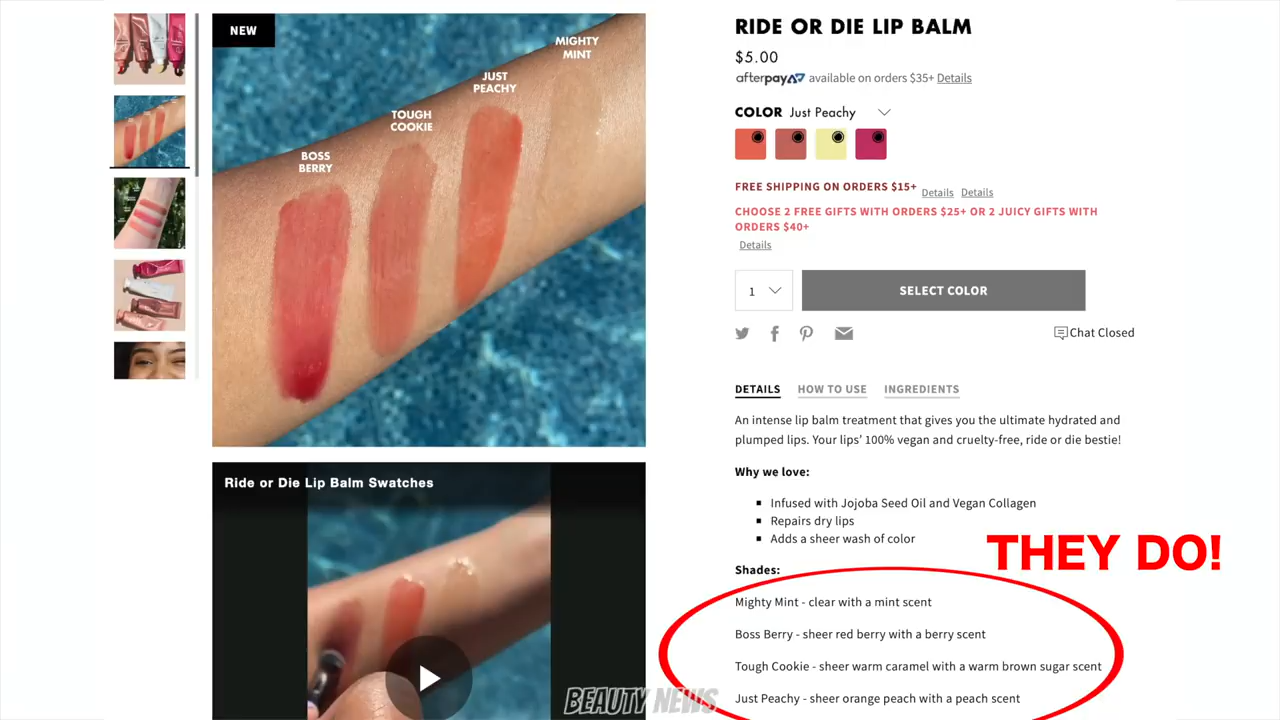 NEW
MIGHTY
MINT
JUST
PEACHY
TOUGH
COOKIE
BOSS
BERRY
Ride or Die Lip Balm Swatches
RIDE OR DIE LIP BALM
$5.00
afterpay available on orders $35+ Details
COLOR Just Peachy
FREE SHIPPING ON ORDERS $15+ Details Details
CHOOSE 2 FREE GIFTS WITH ORDERS $25+ OR 2 JUICY GIFTS WITH
ORDERS $40+
Details
1 SELECT COLOR
Chat Closed
DETAILS HOW TO USE INGREDIENTS
An intense lip balm treatment that gives you the ultimate hydrated and
plumped lips. Your lips’ 100% vegan and cruelty-free, ride or die bestie!
Why we love:
Infused with Jojoba Seed Oil and Vegan Collagen
Repairs dry lips
Adds a sheer wash of color
THEY DO!
Shades:
Mighty Mint - clear with a mint scent
Boss Berry - sheer red berry with a berry scent
Tough Cookie - sheer warm caramel with a warm brown sugar scent
Just Peachy - sheer orange peach with a peach scent
BEAUTY NEWS